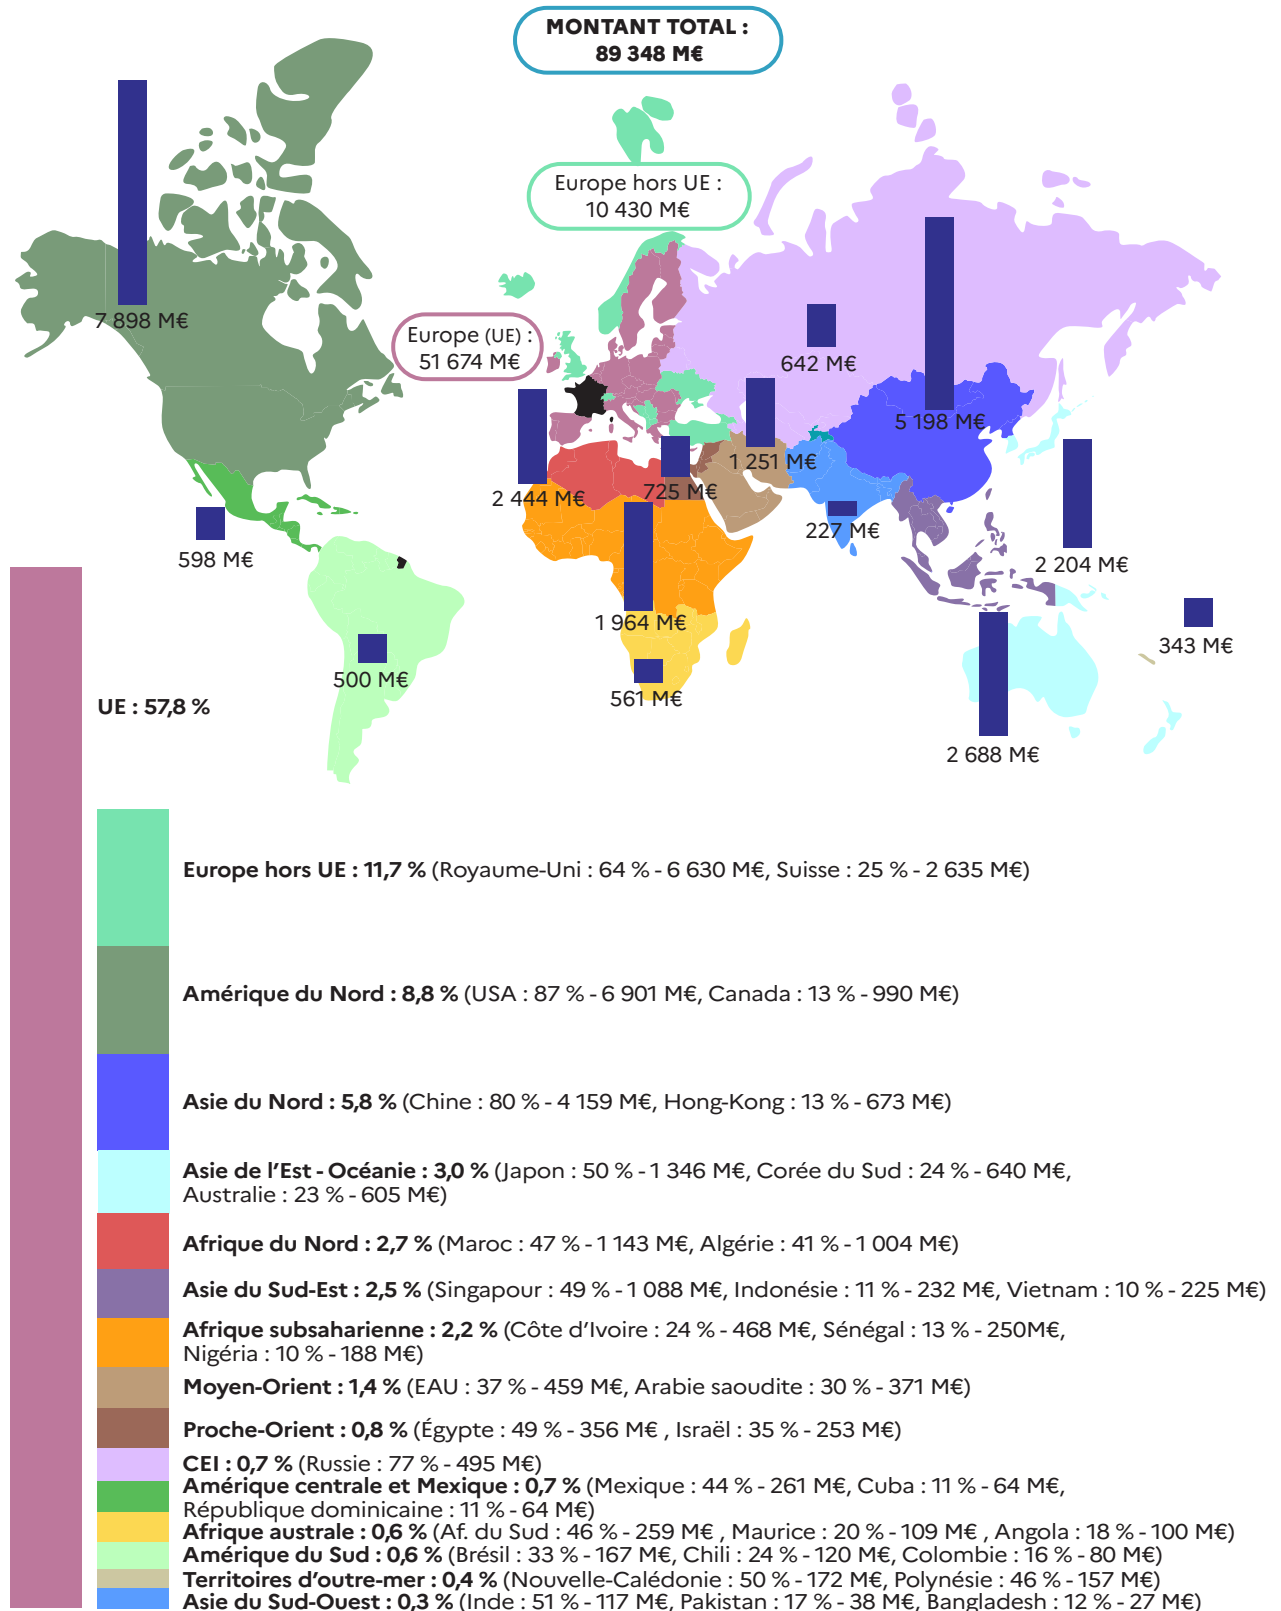 MONTANT TOTAL :
89 348 M€
Europe hors UE :
10 430 M€
7 898 M€
Europe (UE) :
51 674 M€
642 M€
5 198 M€
1 251 M€
2 444 M€
725 M€
227 M€
598 M€
2 204 M€
1 964 M€
343 M€
500 M€
561 M€
2 688 M€
UE : 57,8 %
Europe hors UE : 11,7 % (Royaume-Uni : 64 % - 6 630 M€, Suisse : 25 % - 2 635 M€)
Amérique du Nord : 8,8 % (USA : 87 % - 6 901 M€, Canada : 13 % - 990 M€)
Asie du Nord : 5,8 % (Chine : 80 % - 4 159 M€, Hong-Kong : 13 % - 673 M€)
Asie de l'Est - Océanie : 3,0 % (Japon : 50 % - 1 346 M€, Corée du Sud : 24 % - 640 M€,
Australie : 23 % - 605 M€)
Afrique du Nord : 2,7 % (Maroc : 47 % - 1 143 M€, Algérie : 41 % - 1 004 M€)
Asie du Sud-Est : 2,5 % (Singapour : 49 % - 1 088 M€, Indonésie : 11 % - 232 M€, Vietnam : 10 % - 225 M€)
Afrique subsaharienne : 2,2 % (Côte d'Ivoire : 24 % - 468 M€, Sénégal : 13 % - 250M€,
Nigéria : 10 % - 188 M€)
Moyen-Orient : 1,4 % (EAU : 37 % - 459 M€, Arabie saoudite : 30 % - 371 M€)
Proche-Orient : 0,8 % (Égypte : 49 % - 356 M€ , Israël : 35 % - 253 M€)
CEI : 0,7 % (Russie : 77 % - 495 M€)
Amérique centrale et Mexique : 0,7 % (Mexique : 44 % - 261 M€, Cuba : 11 % - 64 M€,
République dominicaine : 11 % - 64 M€)
Afrique australe : 0,6 % (Af. du Sud : 46 % - 259 M€ , Maurice : 20 % - 109 M€ , Angola : 18 % - 100 M€)
Amérique du Sud : 0,6 % (Brésil : 33 % - 167 M€, Chili : 24 % - 120 M€, Colombie : 16 % - 80 M€)
Territoires d'outre-mer : 0,4 % (Nouvelle-Calédonie : 50 % - 172 M€, Polynésie : 46 % - 157 M€)
Asie du Sud-Ouest : 0,3 % (Inde : 51 % - 117 M€, Pakistan : 17 % - 38 M€, Bangladesh : 12 % - 27 M€)